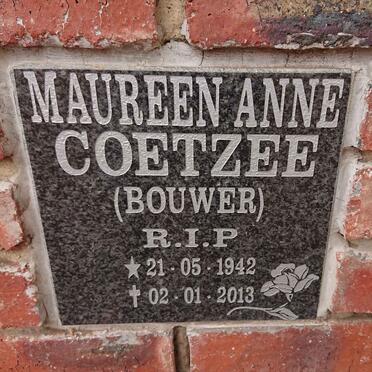 MAUREEN ANNE
COETZEE
(BOUWER)
R.I.P
★ 21·05·1942
✝ 02·01·2013